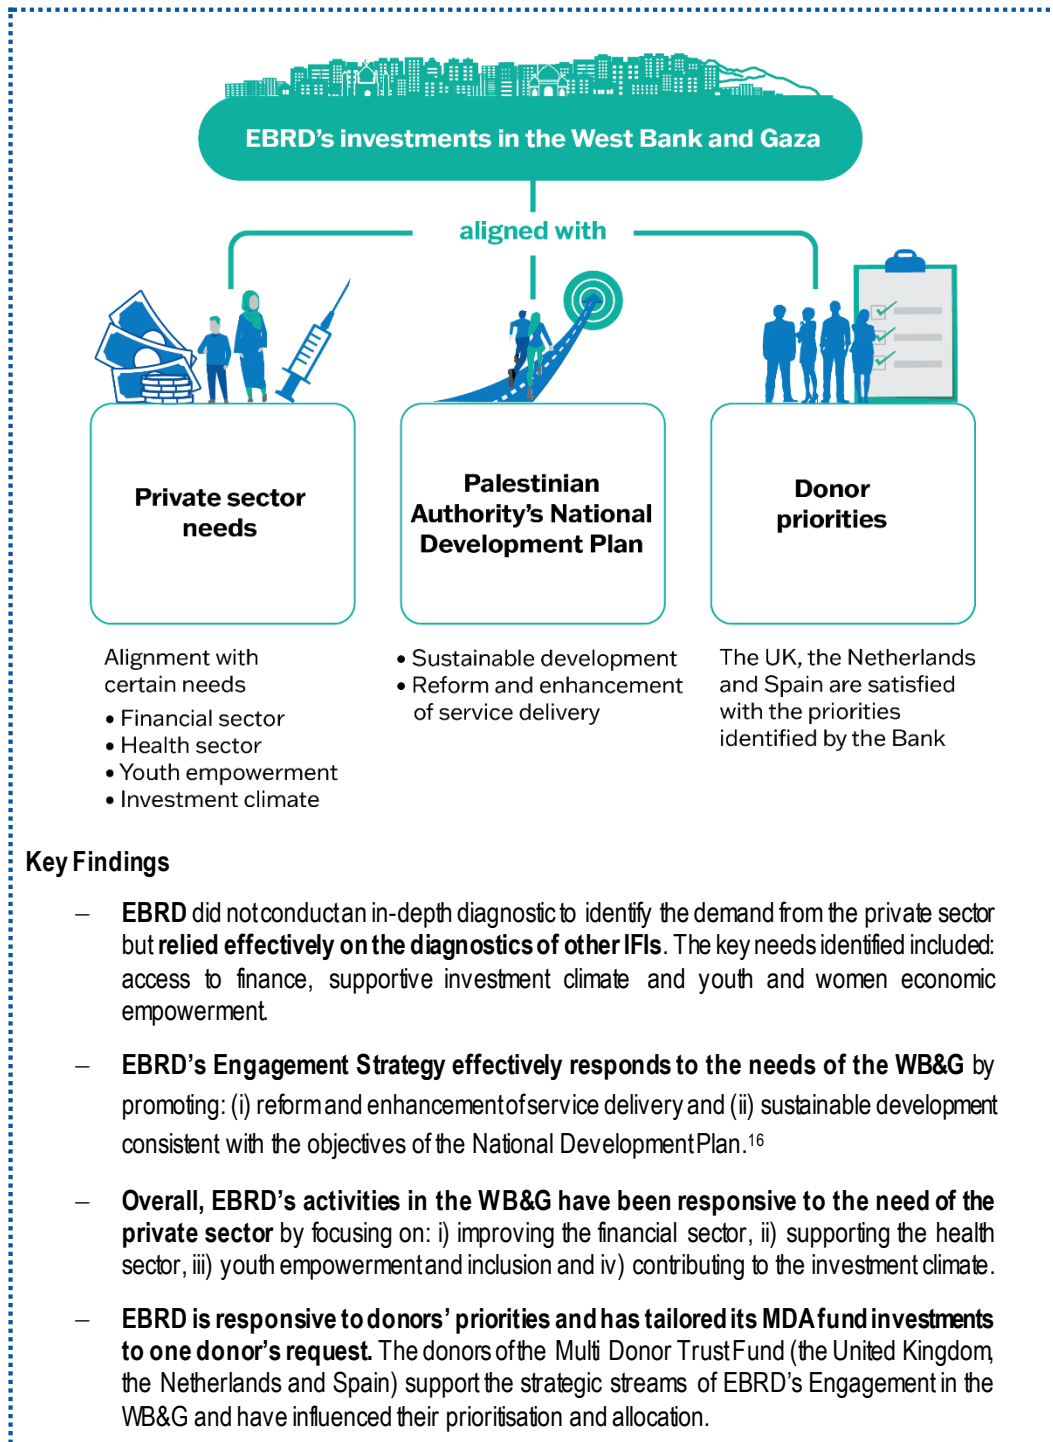 EBRD's investments in the West Bank and Gaza
aligned with
Private sector
needs
Alignment with
certain needs
• Financial sector
• Health sector
• Youth empowerment
• Investment climate
Palestinian
Authority's National
Development Plan
• Sustainable development
• Reform and enhancement
of service delivery
Donor
priorities
The UK, the Netherlands
and Spain are satisfied
with the priorities
identified by the Bank
Key Findings
– EBRD did not conduct an in-depth diagnostic to identify the demand from the private sector
but relied effectively on the diagnostics of other IFIs. The key needs identified included:
access to finance, supportive investment climate and youth and women economic
empowerment.
– EBRD's Engagement Strategy effectively responds to the needs of the WB&G by
promoting: (i) reform and enhancement of service delivery and (ii) sustainable development
consistent with the objectives of the National Development Plan.16
– Overall, EBRD's activities in the WB&G have been responsive to the need of the
private sector by focusing on: i) improving the financial sector, ii) supporting the health
sector, iii) youth empowerment and inclusion and iv) contributing to the investment climate.
– EBRD is responsive to donors' priorities and has tailored its MDA fund investments
to one donor's request. The donors of the Multi Donor Trust Fund (the United Kingdom,
the Netherlands and Spain) support the strategic streams of EBRD's Engagement in the
WB&G and have influenced their prioritisation and allocation.